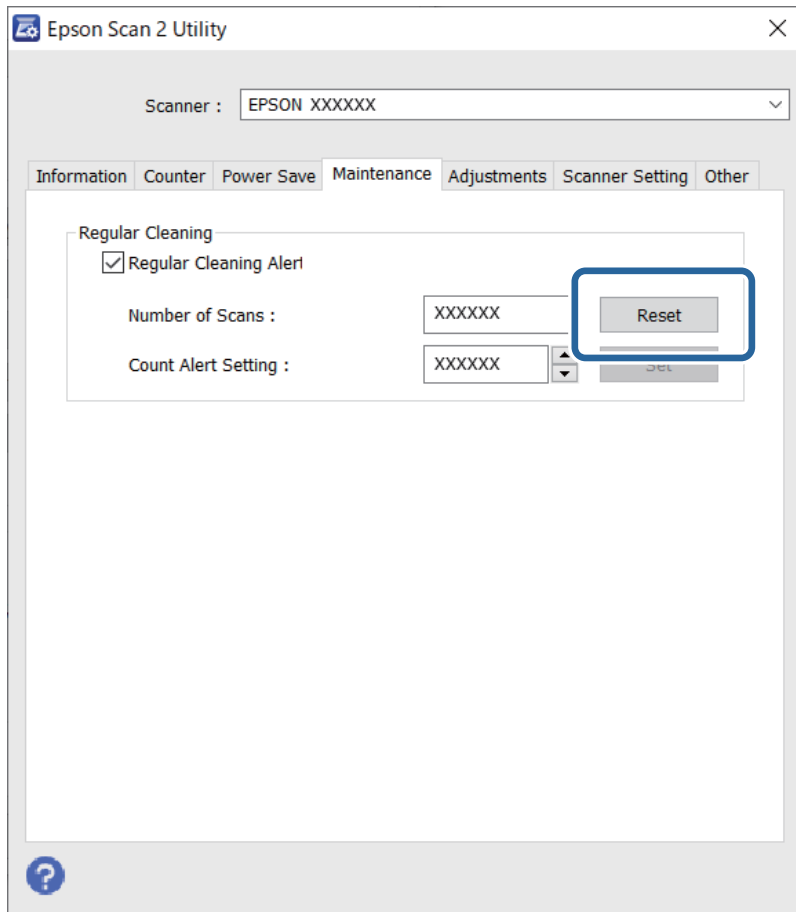 Epson Scan 2 Utility
Scanner : EPSON XXXXXX
Information Counter Power Save Maintenance Adjustments Scanner Setting Other
Regular Cleaning
Regular Cleaning Alert
Number of Scans : XXXXXX Reset
Count Alert Setting : XXXXXX Set
?